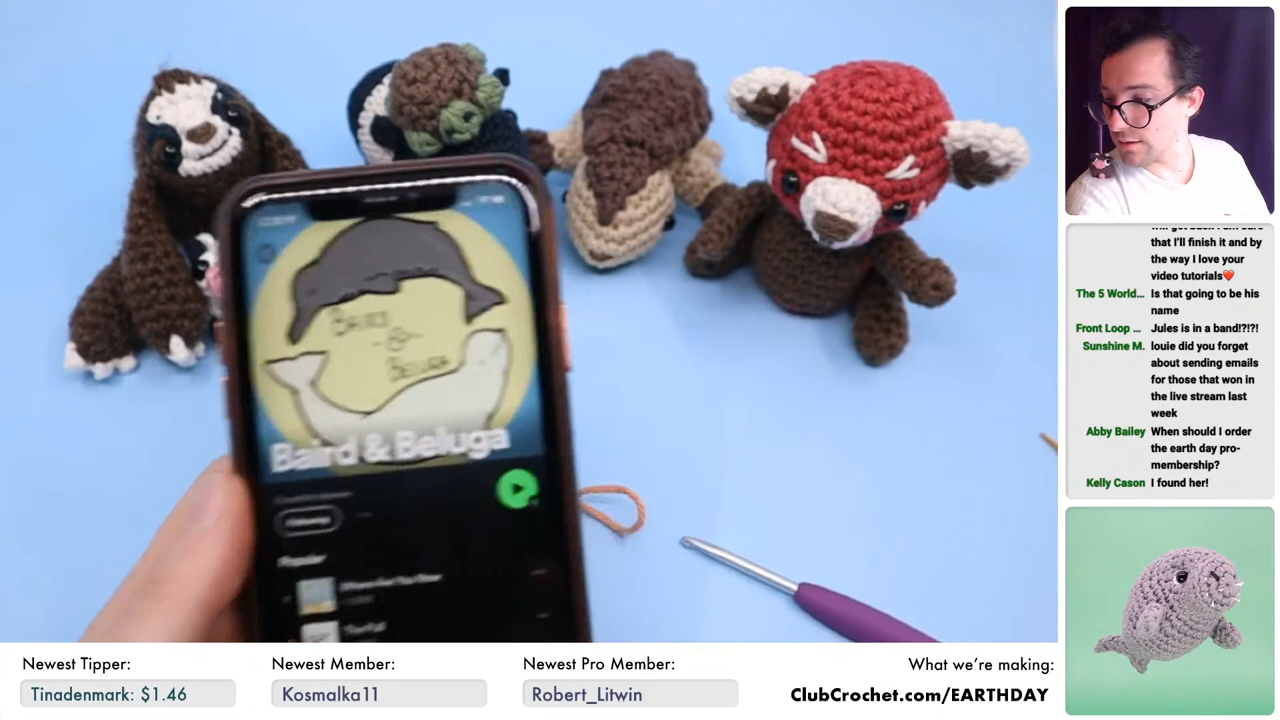 BAIRD
-&-
BELUGA
Baird & Beluga
Popular
that I'll finish it and by
the way I love your
video tutorials❤️
The 5 World... Is that going to be his
name
Front Loop ... Jules is in a band!?!?!
Sunshine M. louie did you forget
about sending emails
for those that won in
the live stream last
week
Abby Bailey When should I order
the earth day pro-
membership?
Kelly Cason I found her!
Newest Tipper:
Tinadenmark: $1.46
Newest Member:
Kosmalka11
Newest Pro Member:
Robert_Litwin
What we're making:
ClubCrochet.com/EARTHDAY